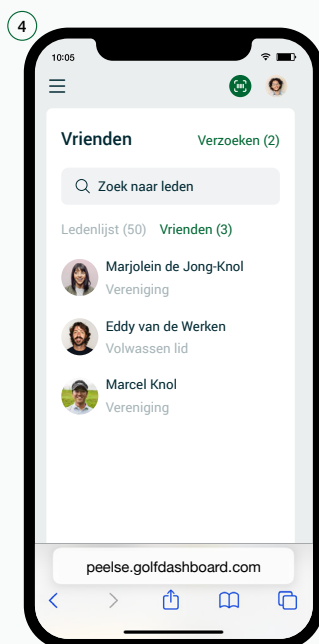 4
10:05
Vrienden
Verzoeken (2)
Zoek naar leden
Ledenlijst (50) Vrienden (3)
Marjolein de Jong-Knol
Vereniging
Eddy van de Werken
Volwassen lid
Marcel Knol
Vereniging
peelse.golfdashboard.com